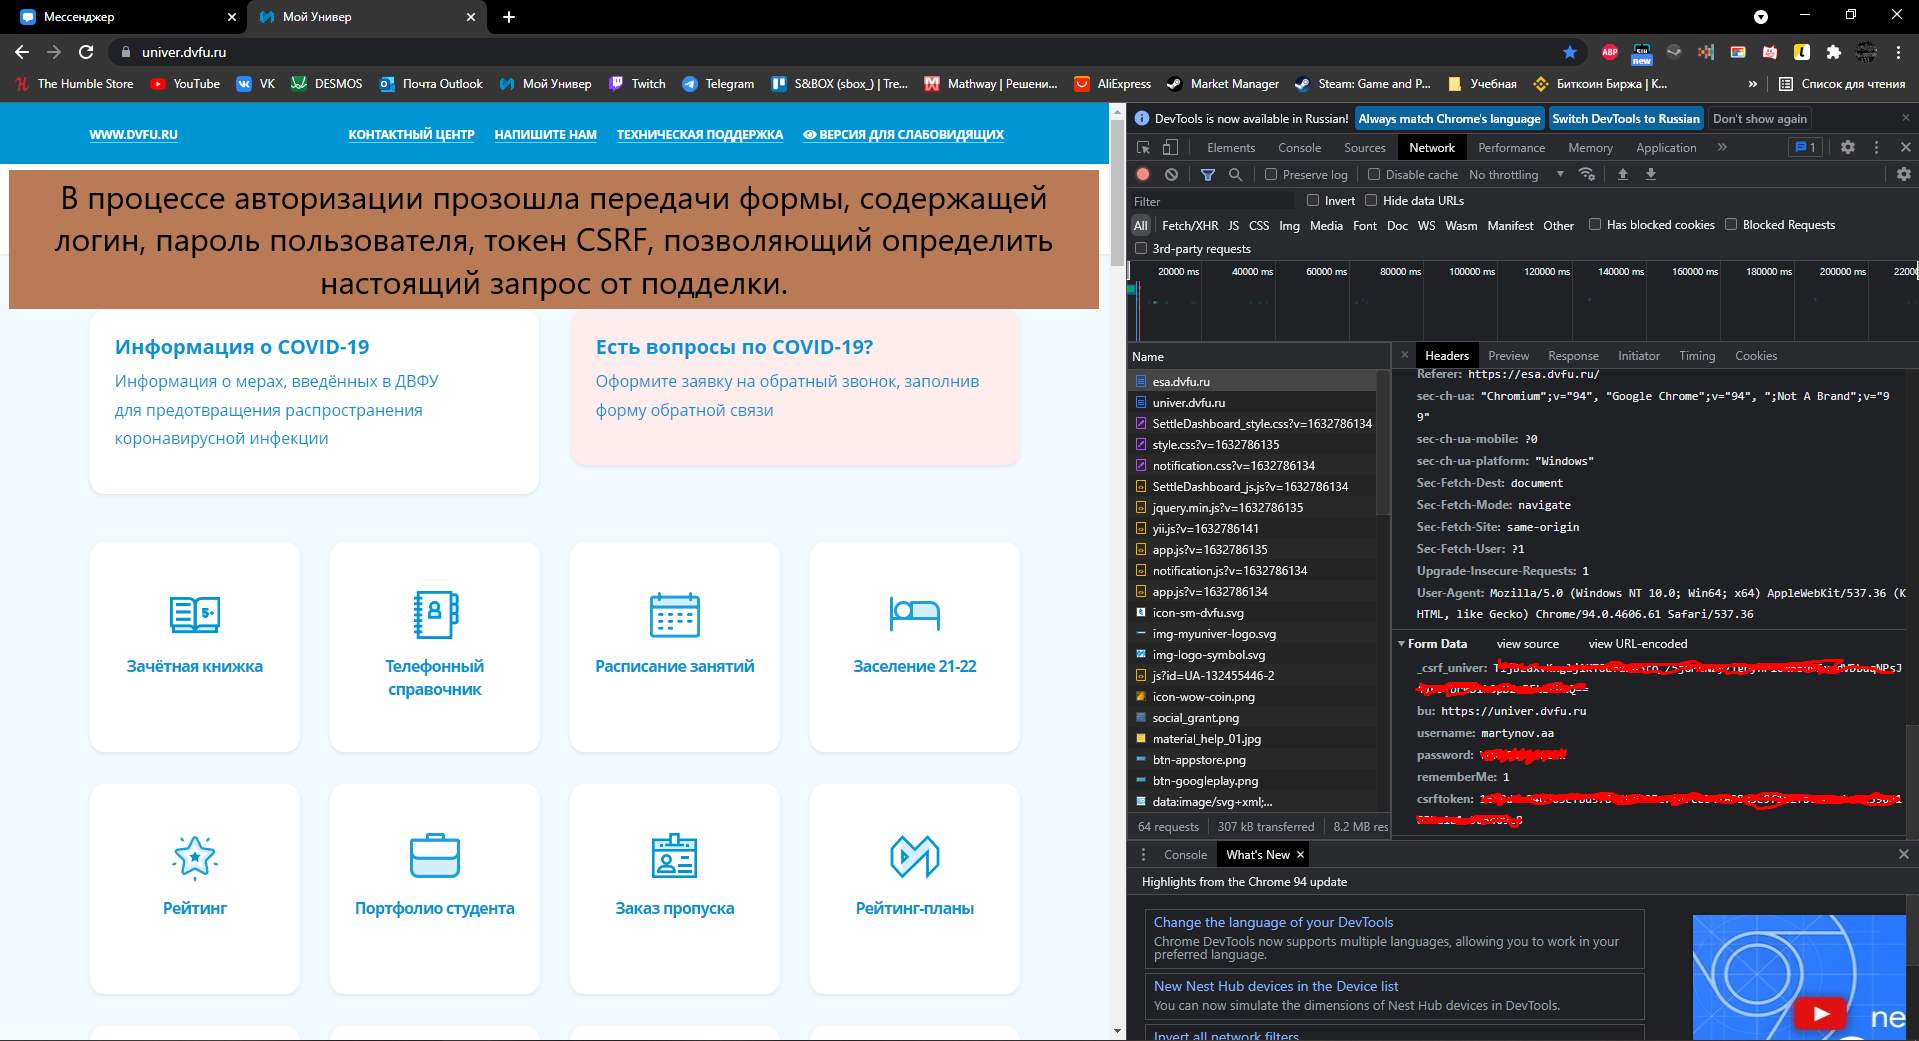 Мессенджер
Мой Универ
univer.dvfu.ru
ABP
new
The Humble Store
YouTube
VK
DESMOS
Почта Outlook
Мой Универ
Twitch
Telegram
S&BOX (sbox_) | Tre...
Mathway | Решени...
AliExpress
Market Manager
Steam: Game and P...
Учебная
Биткоин Биржа | K...
»
Список для чтения
WWW.DVFU.RU
КОНТАКТНЫЙ ЦЕНТР
НАПИШИТЕ НАМ
ТЕХНИЧЕСКАЯ ПОДДЕРЖКА
ВЕРСИЯ ДЛЯ СЛАБОВИДЯЩИХ
В процессе авторизации прозошла передачи формы, содержащей
логин, пароль пользователя, токен CSRF, позволяющий определить
настоящий запрос от подделки.
Информация о COVID-19
Информация о мерах, введённых в ДВФУ
для предотвращения распространения
коронавирусной инфекции
Есть вопросы по COVID-19?
Оформите заявку на обратный звонок, заполнив
форму обратной связи
Зачётная книжка
Телефонный
справочник
Расписание занятий
Заселение 21-22
Рейтинг
Портфолио студента
Заказ пропуска
Рейтинг-планы
DevTools is now available in Russian!
Always match Chrome's language
Switch DevTools to Russian
Don't show again
Elements
Console
Sources
Network
Performance
Memory
Application
»
1
Preserve log
Disable cache
No throttling
Filter
Invert
Hide data URLs
All
Fetch/XHR
JS
CSS
Img
Media
Font
Doc
WS
Wasm
Manifest
Other
Has blocked cookies
Blocked Requests
3rd-party requests
20000 ms
40000 ms
60000 ms
80000 ms
100000 ms
120000 ms
140000 ms
160000 ms
180000 ms
200000 ms
Name
esa.dvfu.ru
univer.dvfu.ru
SettleDashboard_style.css?v=1632786134
style.css?v=1632786135
notification.css?v=1632786134
SettleDashboard_js.js?v=1632786134
jquery.min.js?v=1632786135
yii.js?v=1632786141
app.js?v=1632786135
notification.js?v=1632786134
app.js?v=1632786134
icon-sm-dvfu.svg
img-myuniver-logo.svg
img-logo-symbol.svg
js?id=UA-132455446-2
icon-wow-coin.png
social_grant.png
material_help_01.jpg
btn-appstore.png
btn-googleplay.png
data:image/svg+xml;...
64 requests
307 kB transferred
8.2 MB res
Headers
Preview
Response
Initiator
Timing
Cookies
Referer: https://esa.dvfu.ru/
sec-ch-ua: "Chromium";v="94", "Google Chrome";v="94", ";Not A Brand";v="9
9"
sec-ch-ua-mobile: ?0
sec-ch-ua-platform: "Windows"
Sec-Fetch-Dest: document
Sec-Fetch-Mode: navigate
Sec-Fetch-Site: same-origin
Sec-Fetch-User: ?1
Upgrade-Insecure-Requests: 1
User-Agent: Mozilla/5.0 (Windows NT 10.0; Win64; x64) AppleWebKit/537.36 (K
HTML, like Gecko) Chrome/94.0.4606.61 Safari/537.36
Form Data
view source
view URL-encoded
_csrf_univer:
bu: https://univer.dvfu.ru
username: martynov.aa
password:
rememberMe: 1
csrftoken:
Console
What's New
Highlights from the Chrome 94 update
Change the language of your DevTools
Chrome DevTools now supports multiple languages, allowing you to work in your
preferred language.
New Nest Hub devices in the Device list
You can now simulate the dimensions of Nest Hub devices in DevTools.
Invert all network filters
ne